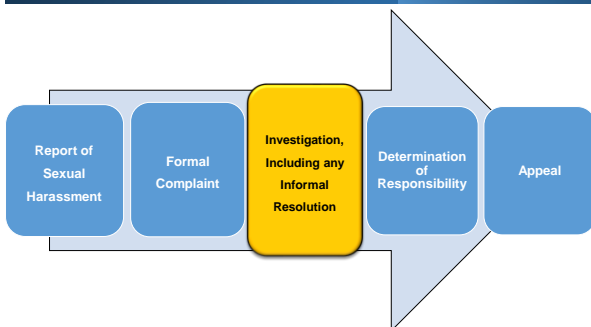 Report of
Sexual
Harassment
Formal
Complaint
Investigation,
Including any
Informal
Resolution
Determination
of
Responsibility
Appeal